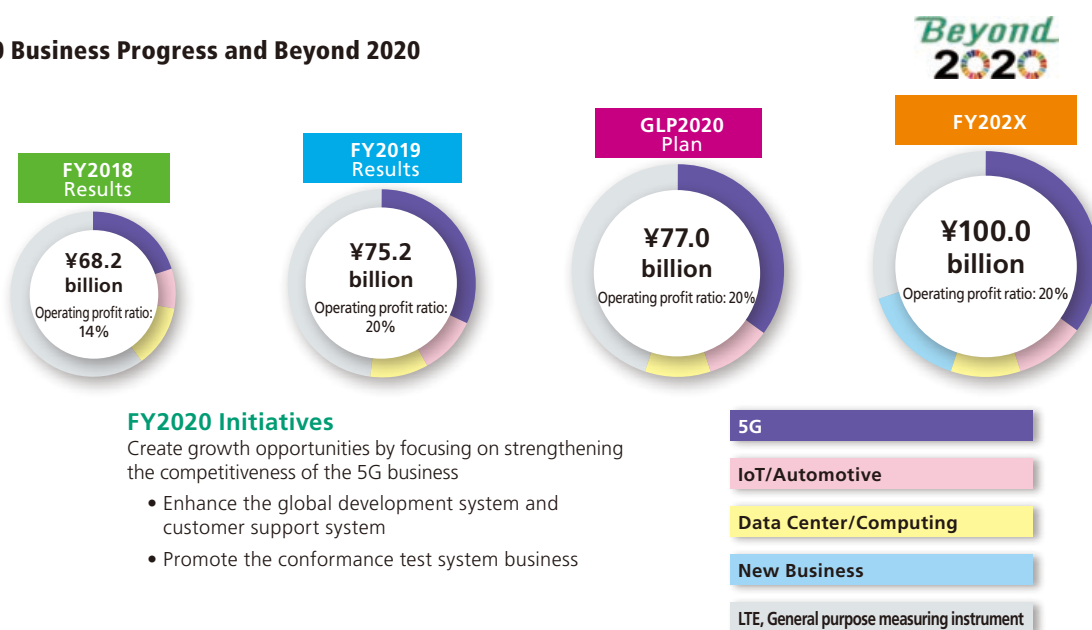 0 Business Progress and Beyond 2020
Beyond
2020
FY2018
Results
FY2019
Results
GLP2020
Plan
FY202X
¥68.2
billion
Operating profit ratio:
14%
¥75.2
billion
Operating profit ratio:
20%
¥77.0
billion
Operating profit ratio: 20%
¥100.0
billion
Operating profit ratio: 20%
FY2020 Initiatives
Create growth opportunities by focusing on strengthening
the competitiveness of the 5G business
• Enhance the global development system and
customer support system
• Promote the conformance test system business
5G
IoT/Automotive
Data Center/Computing
New Business
LTE, General purpose measuring instrument